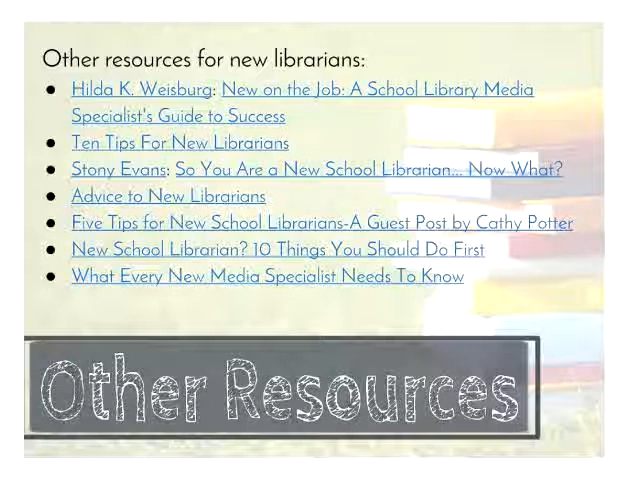 Other resources for new librarians:
● Hilda K. Weisburg: New on the Job: A School Library Media
Specialist's Guide to Success
● Ten Tips For New Librarians
● Stony Evans: So You Are a New School Librarian... Now What?
● Advice to New Librarians
● Five Tips for New School Librarians-A Guest Post by Cathy Potter
● New School Librarian? 10 Things You Should Do First
● What Every New Media Specialist Needs To Know
Other Resources